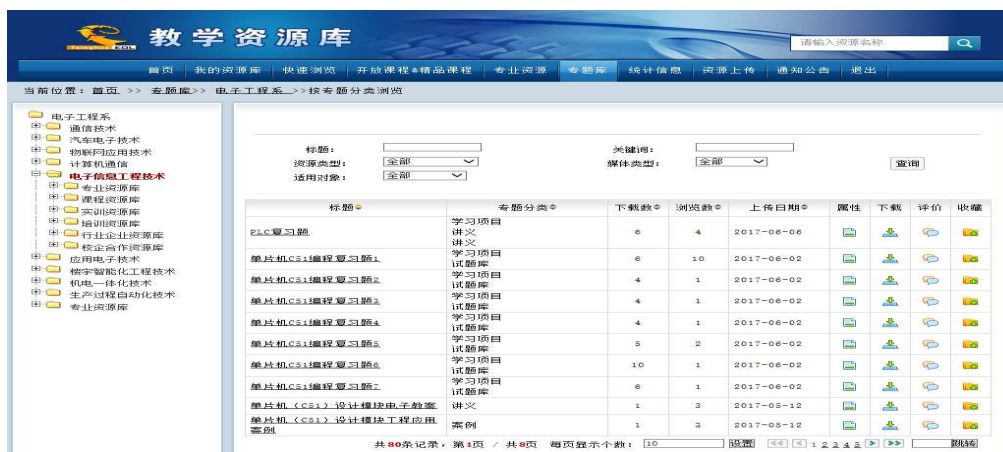 教学资源库
请输入资源名称
首页 我的资源库 快速浏览 开放课程&精品课程 专业资源 专题库 统计信息 资源上传 通知公告 退出
当前位置：首页 >> 专题库>> 电子工程系 >>按专题分类浏览
电子工程系
通信技术
汽车电子技术
物联网应用技术
计算机通信
电子信息工程技术
专业资源库
课程资源库
实训资源库
培训资源库
行业企业资源库
校企合作资源库
应用电子技术
楼宇智能化工程技术
机电一体化技术
生产过程自动化技术
专业资源库
标题： 关键词：
资源类型： 全部 媒体类型： 全部 查询
适用对象： 全部
标题 专题分类 下载数 浏览数 上传日期 属性 下载 评价 收藏
学习项目
PLC复习题 讲义 6 4 2017-06-06
讲义
学习项目
单片机C51编程复习题1 试题库 6 10 2017-06-02
学习项目
单片机C51编程复习题2 试题库 4 1 2017-06-02
学习项目
单片机C51编程复习题3 试题库 4 1 2017-06-02
学习项目
单片机C51编程复习题4 试题库 4 1 2017-06-02
学习项目
单片机C51编程复习题5 试题库 5 2 2017-06-02
学习项目
单片机C51编程复习题6 试题库 10 1 2017-06-02
学习项目
单片机C51编程复习题7 试题库 6 1 2017-06-02
单片机（C51）设计模块电子教案 讲义 1 3 2017-05-12
单片机（C51）设计模块工程应用
案例 案例 1 3 2017-05-12
共80条记录，第1页 / 共8页 每页显示个数： 10 设置 << < 1 2 3 4 5 > >> 跳转